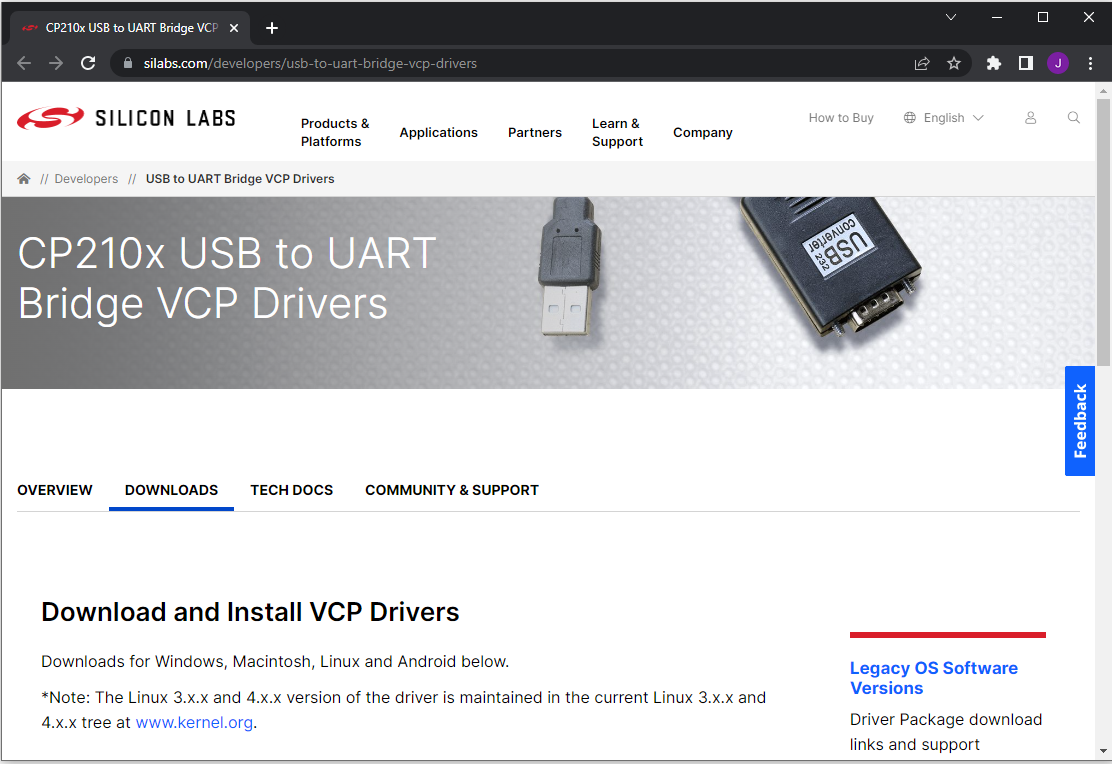 CP210x USB to UART Bridge VCP
silabs.com/developers/usb-to-uart-bridge-vcp-drivers
J
SILICON LABS
Products &
Platforms
Applications
Partners
Learn &
Support
Company
How to Buy
English
// Developers // USB to UART Bridge VCP Drivers
CP210x USB to UART
Bridge VCP Drivers
USB
232
converter
Feedback
OVERVIEW
DOWNLOADS
TECH DOCS
COMMUNITY & SUPPORT
Download and Install VCP Drivers
Downloads for Windows, Macintosh, Linux and Android below.
*Note: The Linux 3.x.x and 4.x.x version of the driver is maintained in the current Linux 3.x.x and
4.x.x tree at www.kernel.org.
Legacy OS Software
Versions
Driver Package download
links and support